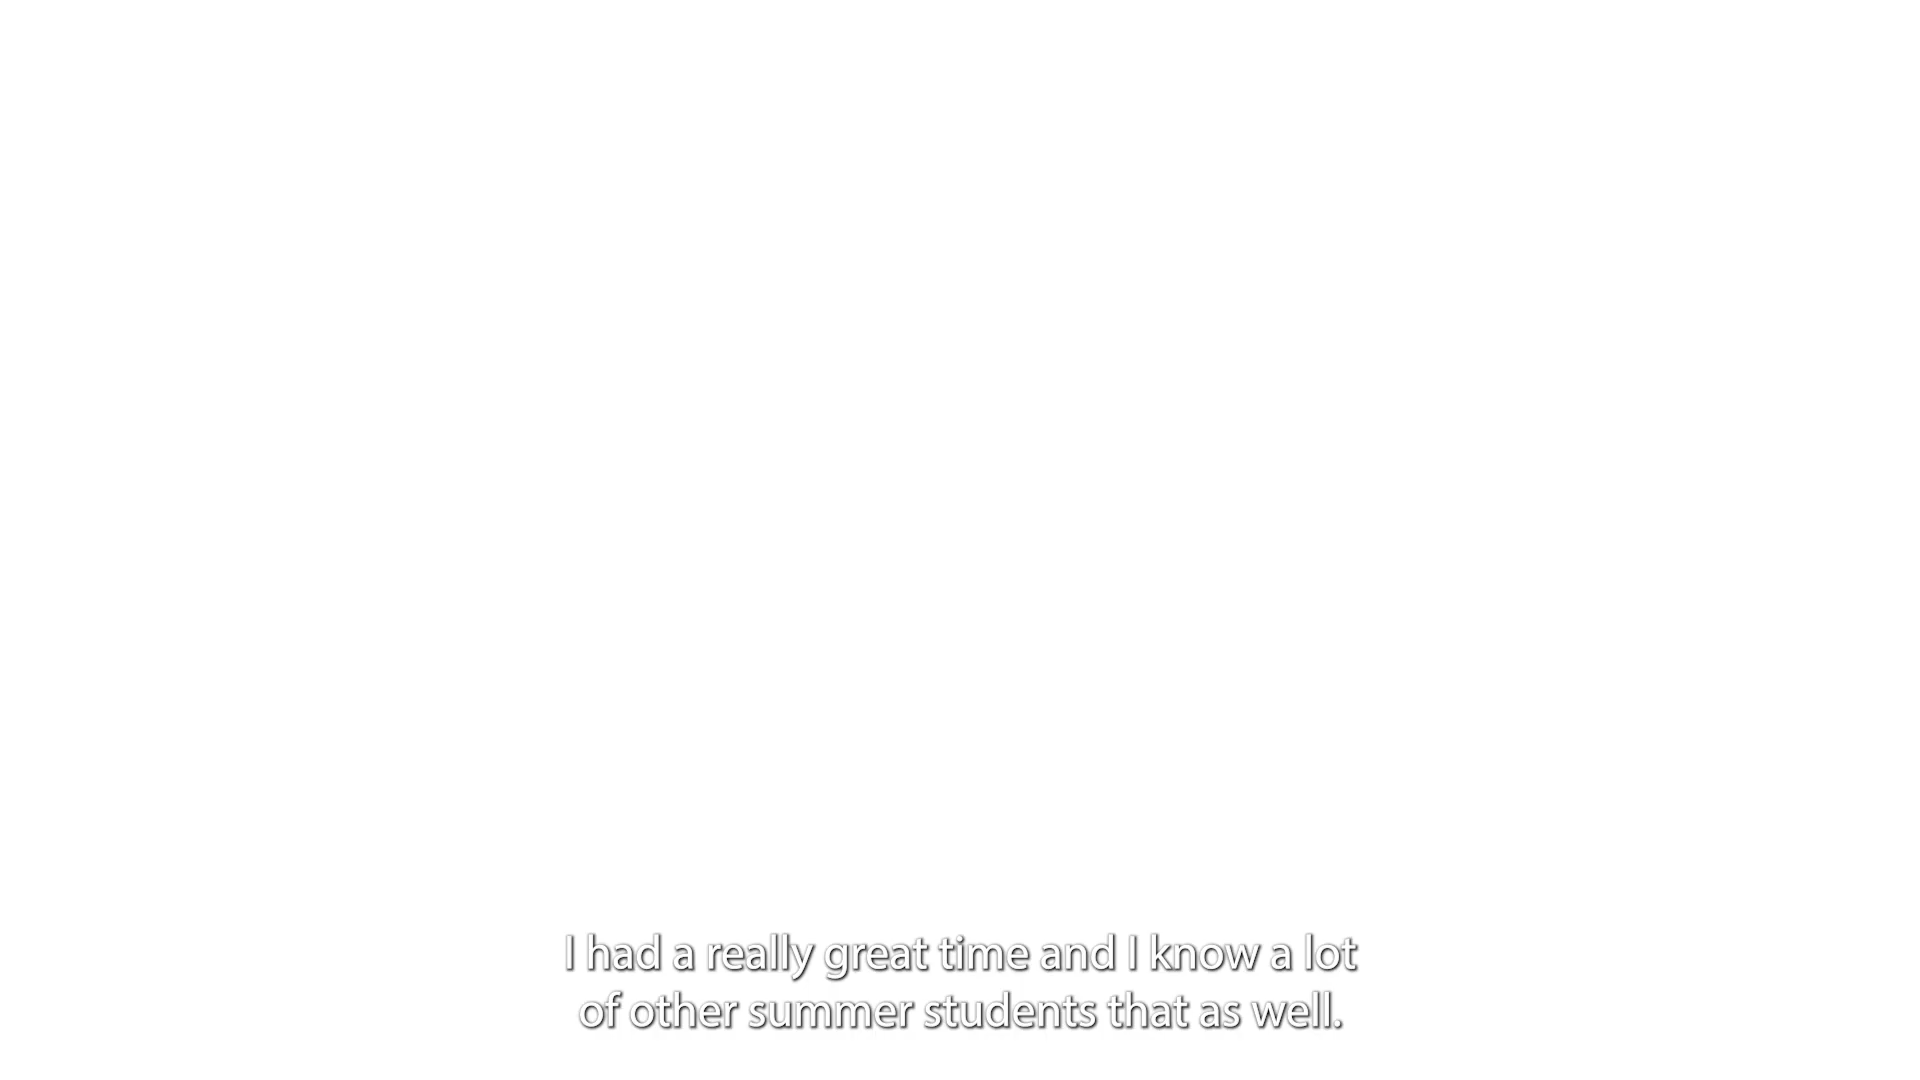 I had a really great time and I know a lot
of other summer students that as well.